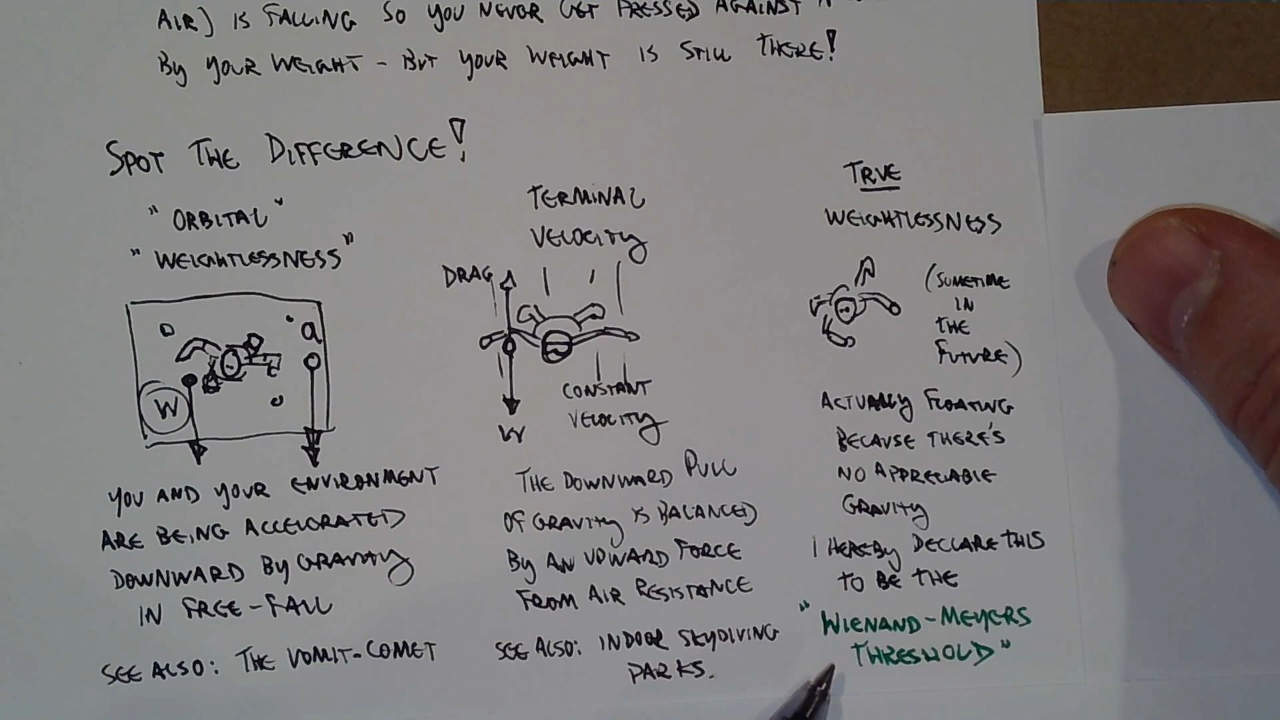 AIR) IS FALLING SO YOU NEVER GET PRESSED AGAINST
BY YOUR WEIGHT - BUT YOUR WEIGHT IS STILL THERE!
SPOT THE DIFFERENCE!
"ORBITAL"
"WEIGHTLESSNESS"
a
W
YOU AND YOUR ENVIRONMENT
ARE BEING ACCELORATED
DOWNWARD BY GRAVITY
IN FREE-FALL
SEE ALSO: THE VOMIT-COMET
TERMINAL
VELOCITY
DRAG
CONSTANT
VELOCITY
W
THE DOWNWARD PULL
OF GRAVITY IS BALANCED
BY AN UPWARD FORCE
FROM AIR RESISTANCE
SEE ALSO: INDOOR SKYDIVING
PARKS.
TRUE
WEIGHTLESSNESS
(SOMETIME
IN
THE
FUTURE)
ACTUALLY FLOATING
BECAUSE THERE'S
NO APPRECIABLE
GRAVITY
I HEREBY DECLARE THIS
TO BE THE
"WIENAND-MEYERS
THRESHOLD"